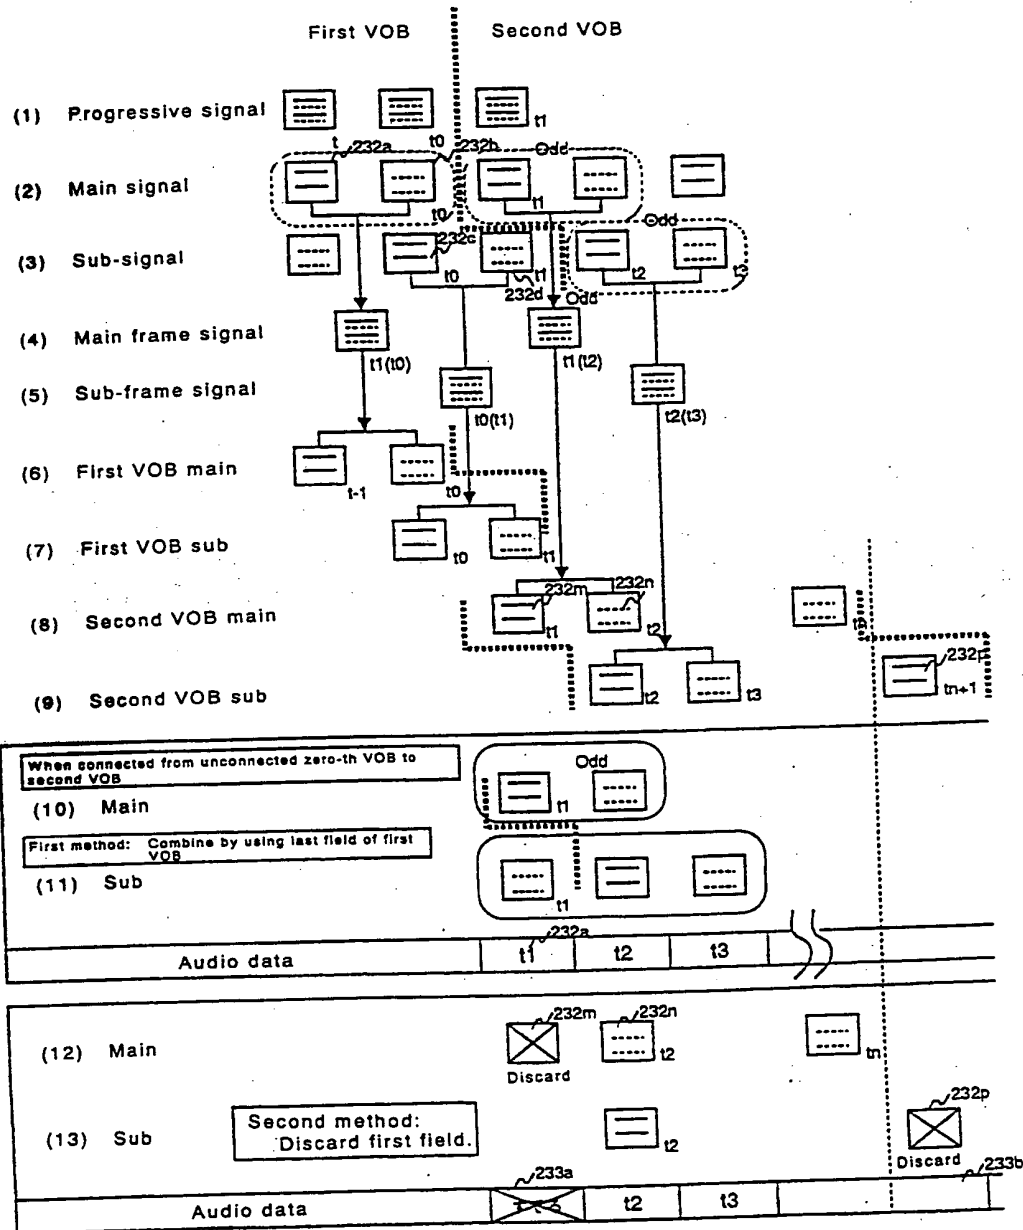 First VOB Second VOB
(1) Progressive signal
t1
t 232a t0 232b Odd
(2) Main signal
t0 t1
Odd
(3) Sub-signal
232c t0 t1 t2 t3
232d Odd
(4) Main frame signal
t1(t0) t1(t2)
(5) Sub-frame signal
t0(t1) t2(t3)
(6) First VOB main
t-1 t0
(7) First VOB sub
t0 t1
232m 232n
(8) Second VOB main
t1 t2
232p
tn+1
(9) Second VOB sub
t2 t3
When connected from unconnected zero-th VOB to
second VOB
Odd
(10) Main
t1
First method: Combine by using last field of first
VOB
(11) Sub
t1
232a
Audio data t1 t2 t3
232m 232n
(12) Main
t2 tn
Discard
232p
(13) Sub
Second method:
Discard first field.
t2
Discard
233a 233b
Audio data t2 t3